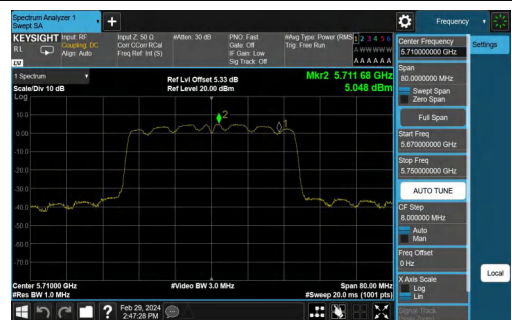 Spectrum Analyzer 1
Swept SA
Frequency
KEYSIGHT
Input: RF
Input Z: 50 Ω
#Atten: 30 dB
PNO: Fast
#Avg Type: Power (RMS)
1 2 3 4 5 6
RL
Coupling: DC
Corr CCorr RCal
Gate: Off
Trig: Free Run
Align: Auto
Freq Ref: Int (S)
IF Gain: Low
A WW W W W
Sig Track: Off
A A A A A A
LXI
1 Spectrum
Ref Lvl Offset 5.33 dB
Mkr2 5.711 68 GHz
Scale/Div 10 dB
Ref Level 20.00 dBm
5.048 dBm
Log
10.0
0.00
-10.0
-20.0
-30.0
-40.0
-50.0
-60.0
-70.0
2
1
Center 5.71000 GHz
#Video BW 3.0 MHz
Span 80.00 MHz
#Res BW 1.0 MHz
#Sweep 20.0 ms (1001 pts)
Feb 29, 2024
2:47:28 PM
Center Frequency
5.710000000 GHz
Settings
Span
80.0000000 MHz
Swept Span
Zero Span
Full Span
Start Freq
5.670000000 GHz
Stop Freq
5.750000000 GHz
AUTO TUNE
CF Step
8.000000 MHz
Auto
Man
Freq Offset
0 Hz
X Axis Scale
Log
Lin
Local
Signal Track